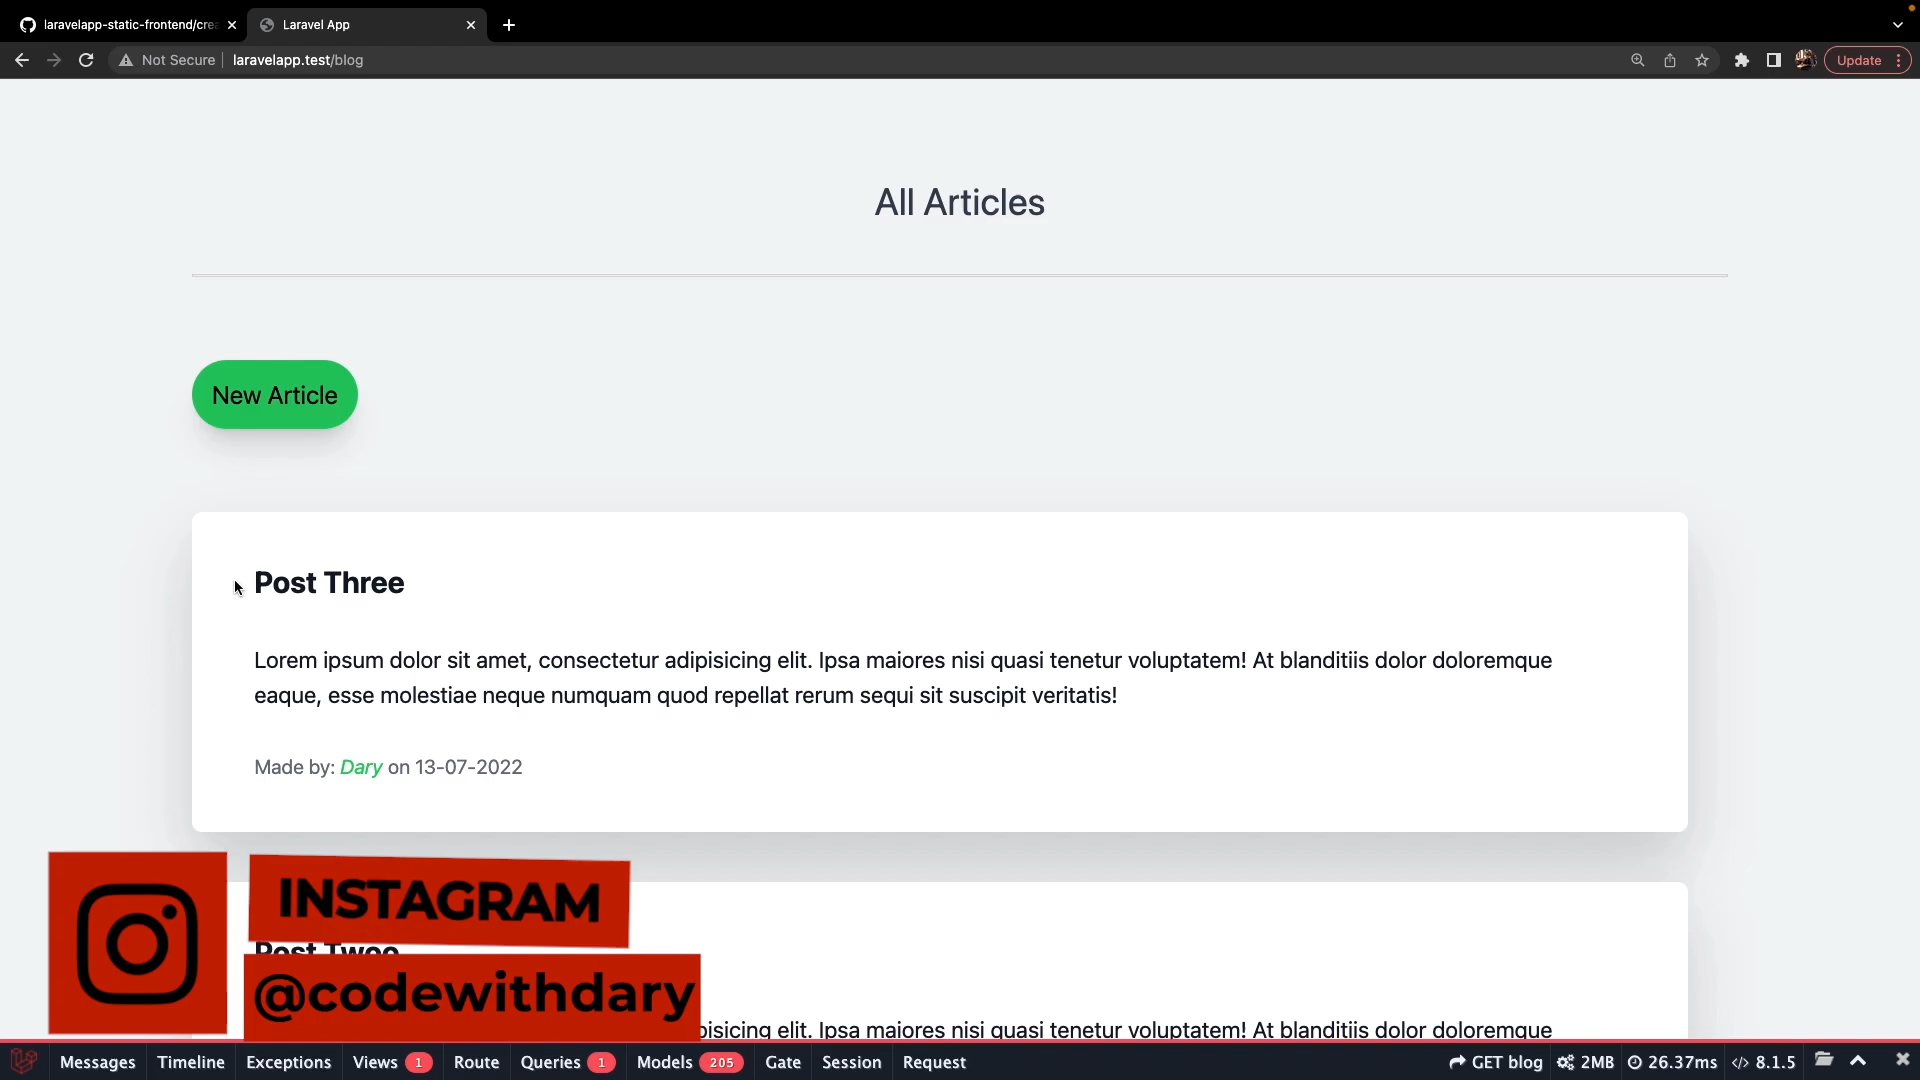 laravelapp-static-frontend/cre
Laravel App
Not Secure
laravelapp.test/blog
Update
All Articles
New Article
Post Three
Lorem ipsum dolor sit amet, consectetur adipisicing elit. Ipsa maiores nisi quasi tenetur voluptatem! At blanditiis dolor doloremque
eaque, esse molestiae neque numquam quod repellat rerum sequi sit suscipit veritatis!
Made by: Dary on 13-07-2022
INSTAGRAM
Post Twoo
@codewithdary
pisicing elit. Ipsa maiores nisi quasi tenetur voluptatem! At blanditiis dolor doloremque
Messages
Timeline
Exceptions
Views 1
Route
Queries 1
Models 205
Gate
Session
Request
GET blog
2MB
26.37ms
8.1.5